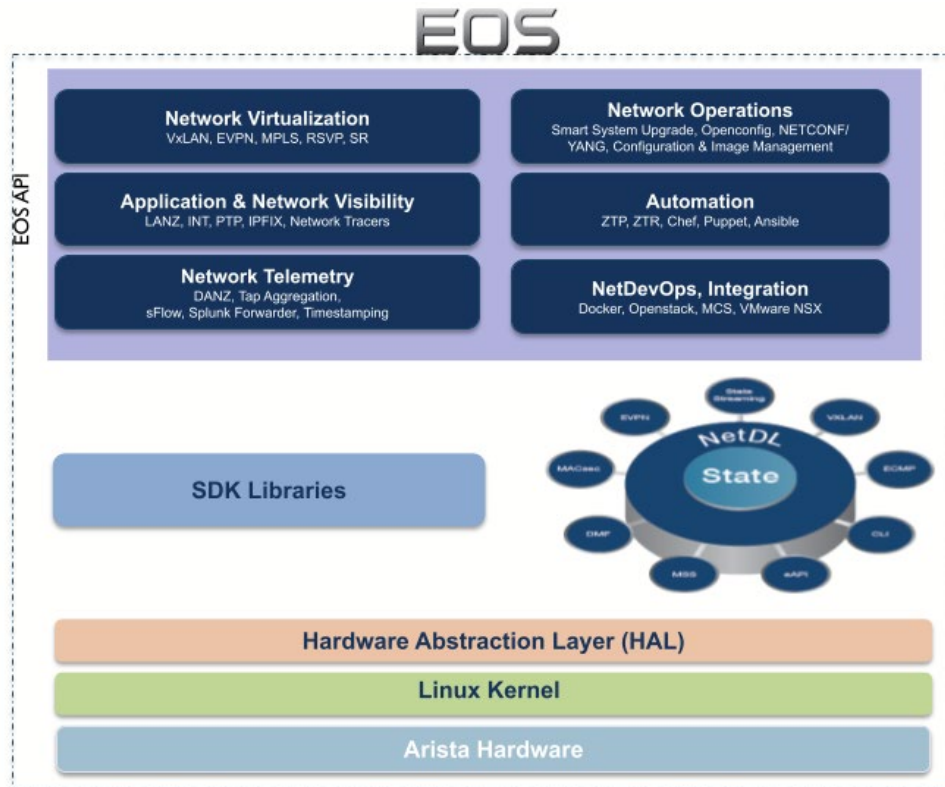 EOS
EOS API
Network Virtualization
VxLAN, EVPN, MPLS, RSVP, SR
Network Operations
Smart System Upgrade, Openconfig, NETCONF/
YANG, Configuration & Image Management
Application & Network Visibility
LANZ, INT, PTP, IPFIX, Network Tracers
Automation
ZTP, ZTR, Chef, Puppet, Ansible
Network Telemetry
DANZ, Tap Aggregation,
sFlow, Splunk Forwarder, Timestamping
NetDevOps, Integration
Docker, Openstack, MCS, VMware NSX
SDK Libraries
State
Streaming
EVPN
VXLAN
NetDL
MACsec
State
ECMP
DMF
CLI
MSS
eAPI
Hardware Abstraction Layer (HAL)
Linux Kernel
Arista Hardware